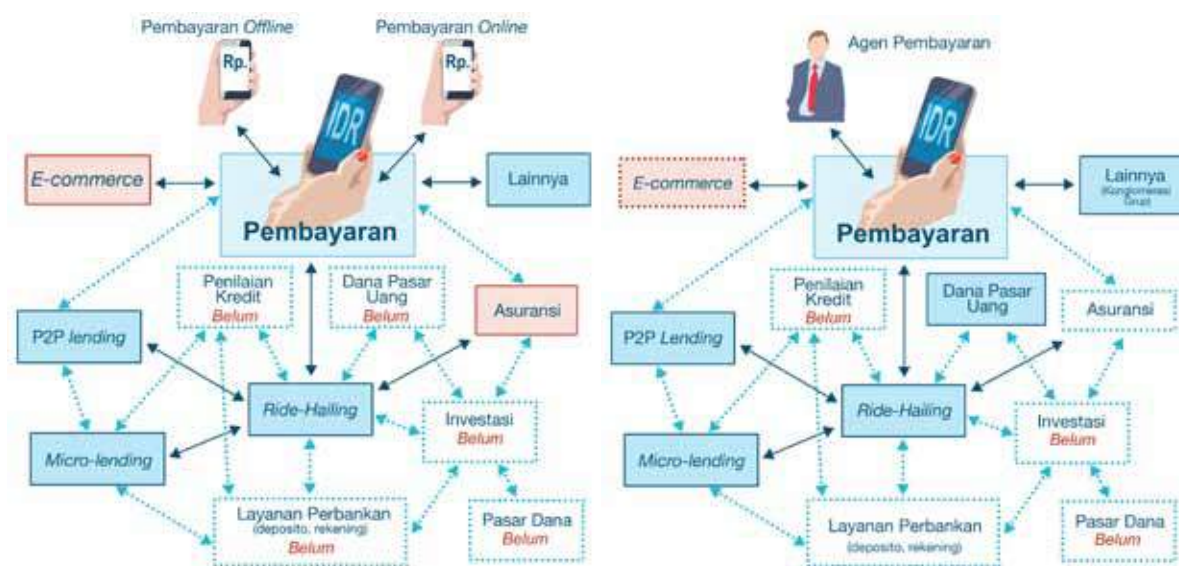 Pembayaran Offline
Pembayaran Online
Rp.
Rp.
IDR
E-commerce
Lainnya
Pembayaran
Penilaian
Kredit
Belum
Dana Pasar
Uang
Belum
Asuransi
P2P lending
Ride-Hailing
Investasi
Belum
Micro-lending
Layanan Perbankan
(deposito, rekening)
Belum
Pasar Dana
Belum
Agen Pembayaran
IDR
E-commerce
Lainnya
(Konglomerasi
Grup)
Pembayaran
Penilaian
Kredit
Belum
Dana Pasar
Uang
Asuransi
P2P Lending
Ride-Hailing
Investasi
Belum
Micro-lending
Layanan Perbankan
(deposito, rekening)
Pasar Dana
Belum